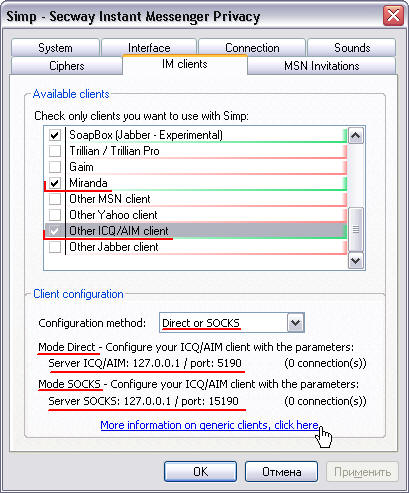 Simp - Secway Instant Messenger Privacy
System Interface Connection Sounds
Ciphers IM clients MSN Invitations
Available clients
Check only clients you want to use with Simp:
SoapBox (Jabber - Experimental)
Trillian / Trillian Pro
Gaim
Miranda
Other MSN client
Other Yahoo client
Other ICQ/AIM client
Other Jabber client
Client configuration
Configuration method: Direct or SOCKS
Mode Direct - Configure your ICQ/AIM client with the parameters:
Server ICQ/AIM: 127.0.0.1 / port: 5190 (0 connection(s))
Mode SOCKS - Configure your ICQ/AIM client with the parameters:
Server SOCKS: 127.0.0.1 / port: 15190 (0 connection(s))
More information on generic clients, click here
OK Отмена Применить